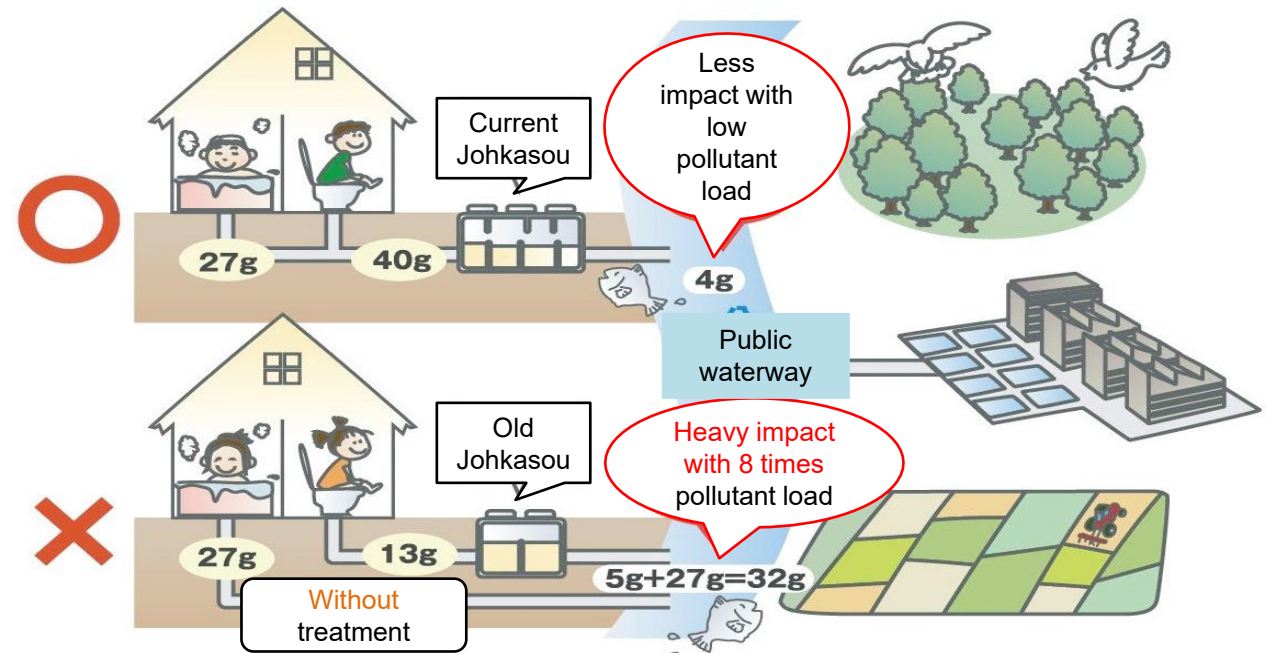 Less
impact with
low
pollutant
load
Current
Johkasou
27g
40g
4g
Public
waterway
Old
Johkasou
Heavy impact
with 8 times
pollutant load
27g
13g
5g+27g=32g
Without
treatment